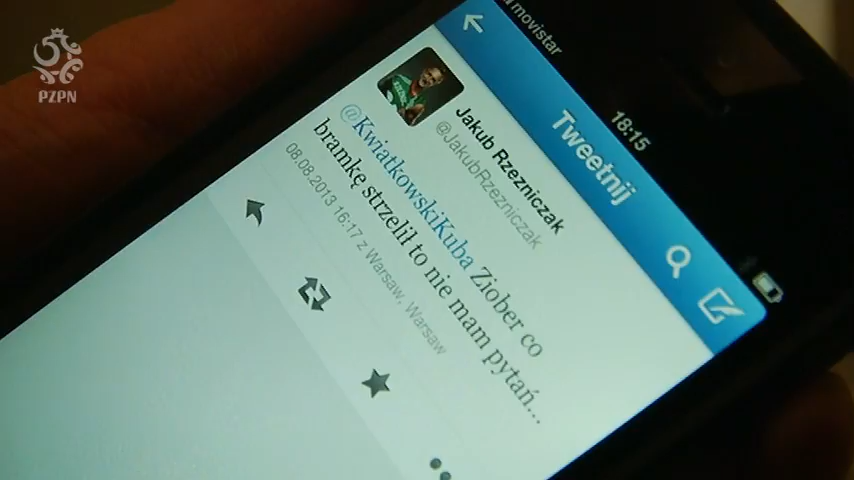 PZPN
movistar
18:15
Tweetnij
Jakub Rzezniczak
@JakubRzezniczak
@KwiatkowskiKuba Ziober co
bramkę strzelił to nie mam pytań...
08.08.2013 16:17 z Warsaw, Warsaw